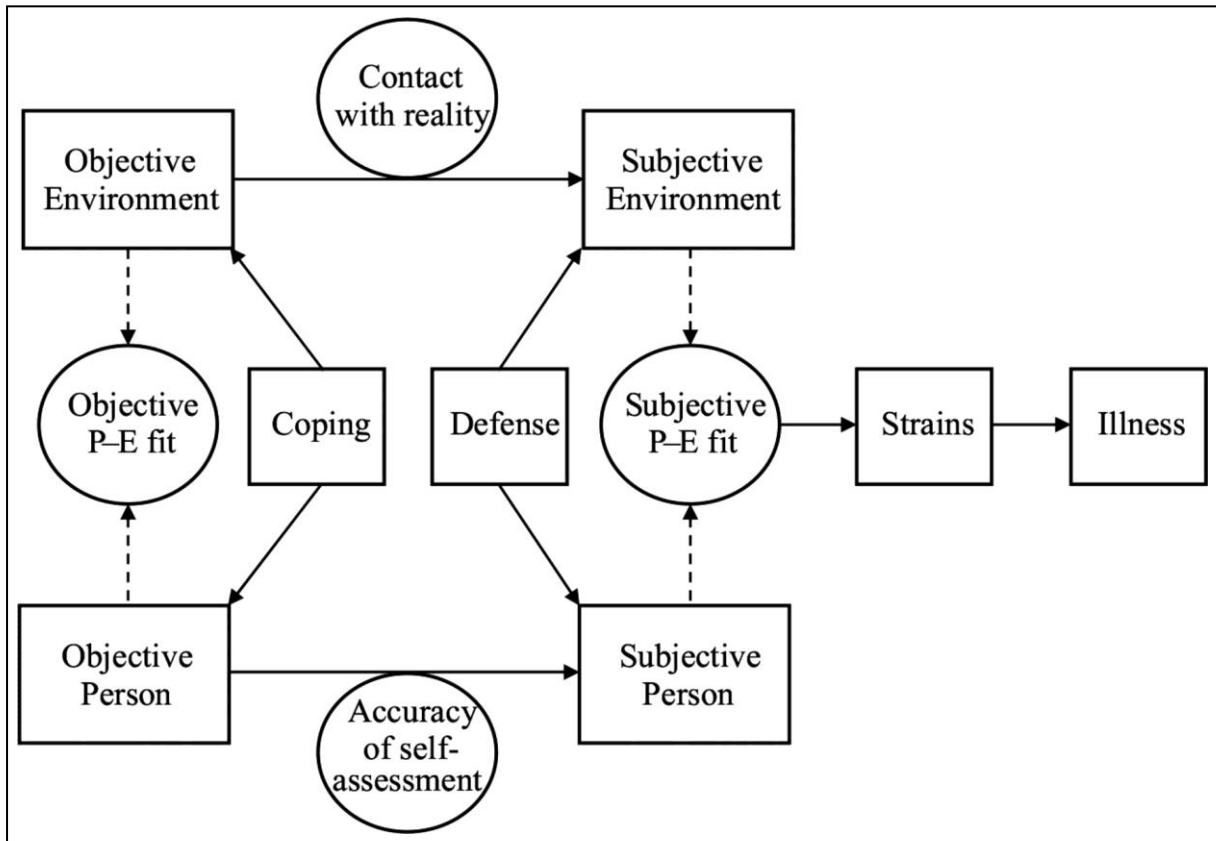 Contact
with reality
Objective
Environment
Subjective
Environment
Objective
P–E fit
Coping
Defense
Subjective
P–E fit
Strains
Illness
Objective
Person
Subjective
Person
Accuracy
of self-
assessment